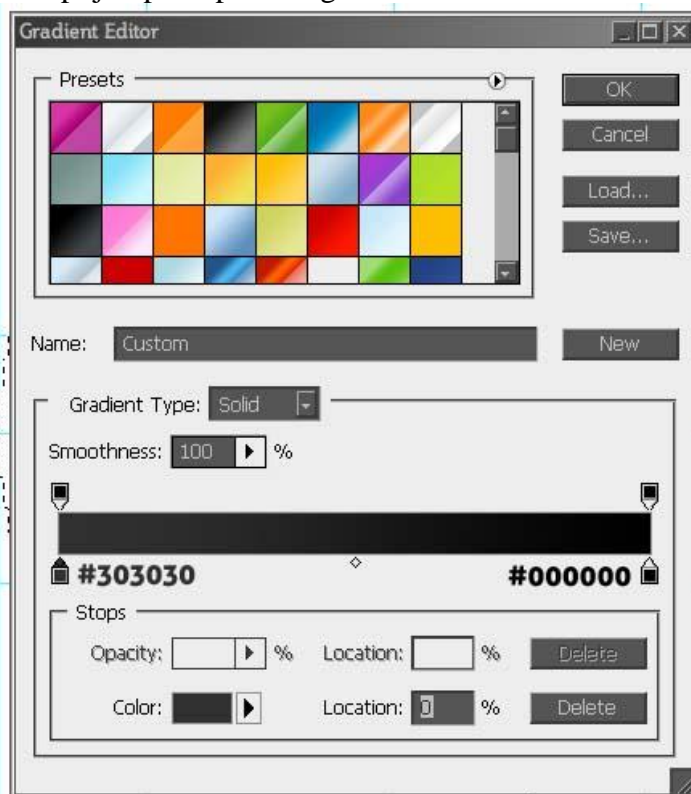 Gradient Editor
Presets
OK
Cancel
Load...
Save...
Name: Custom
New
Gradient Type: Solid
Smoothness: 100 %
#303030 #000000
Stops
Opacity: % Location: % Delete
Color: Location: 0 % Delete